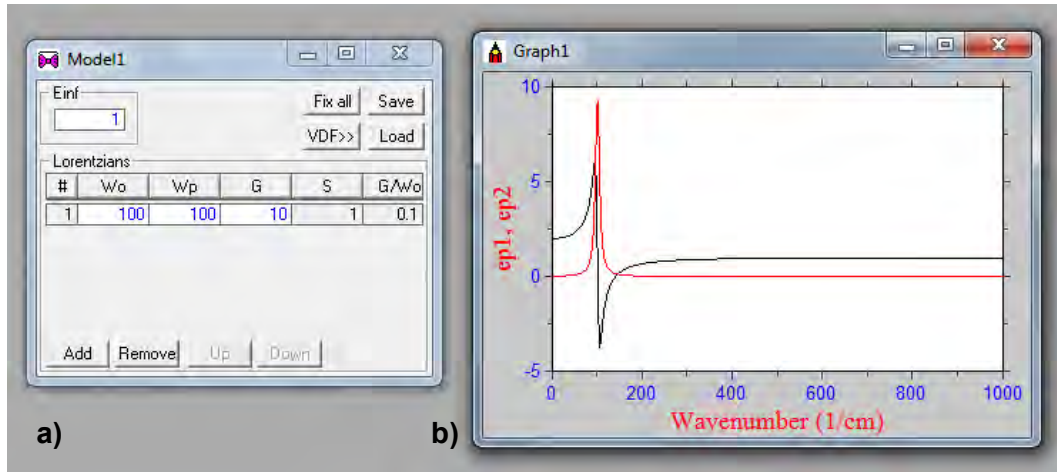 Model1
Einf
1
Fix all Save
VDF>> Load
Lorentzians
# Wo Wp G S G/Wo
1 100 100 10 1 0.1
Add Remove Up Down
a)
Graph1
10
5
0
-5
ep1, ep2
0 200 400 600 800 1000
Wavenumber (1/cm)
b)